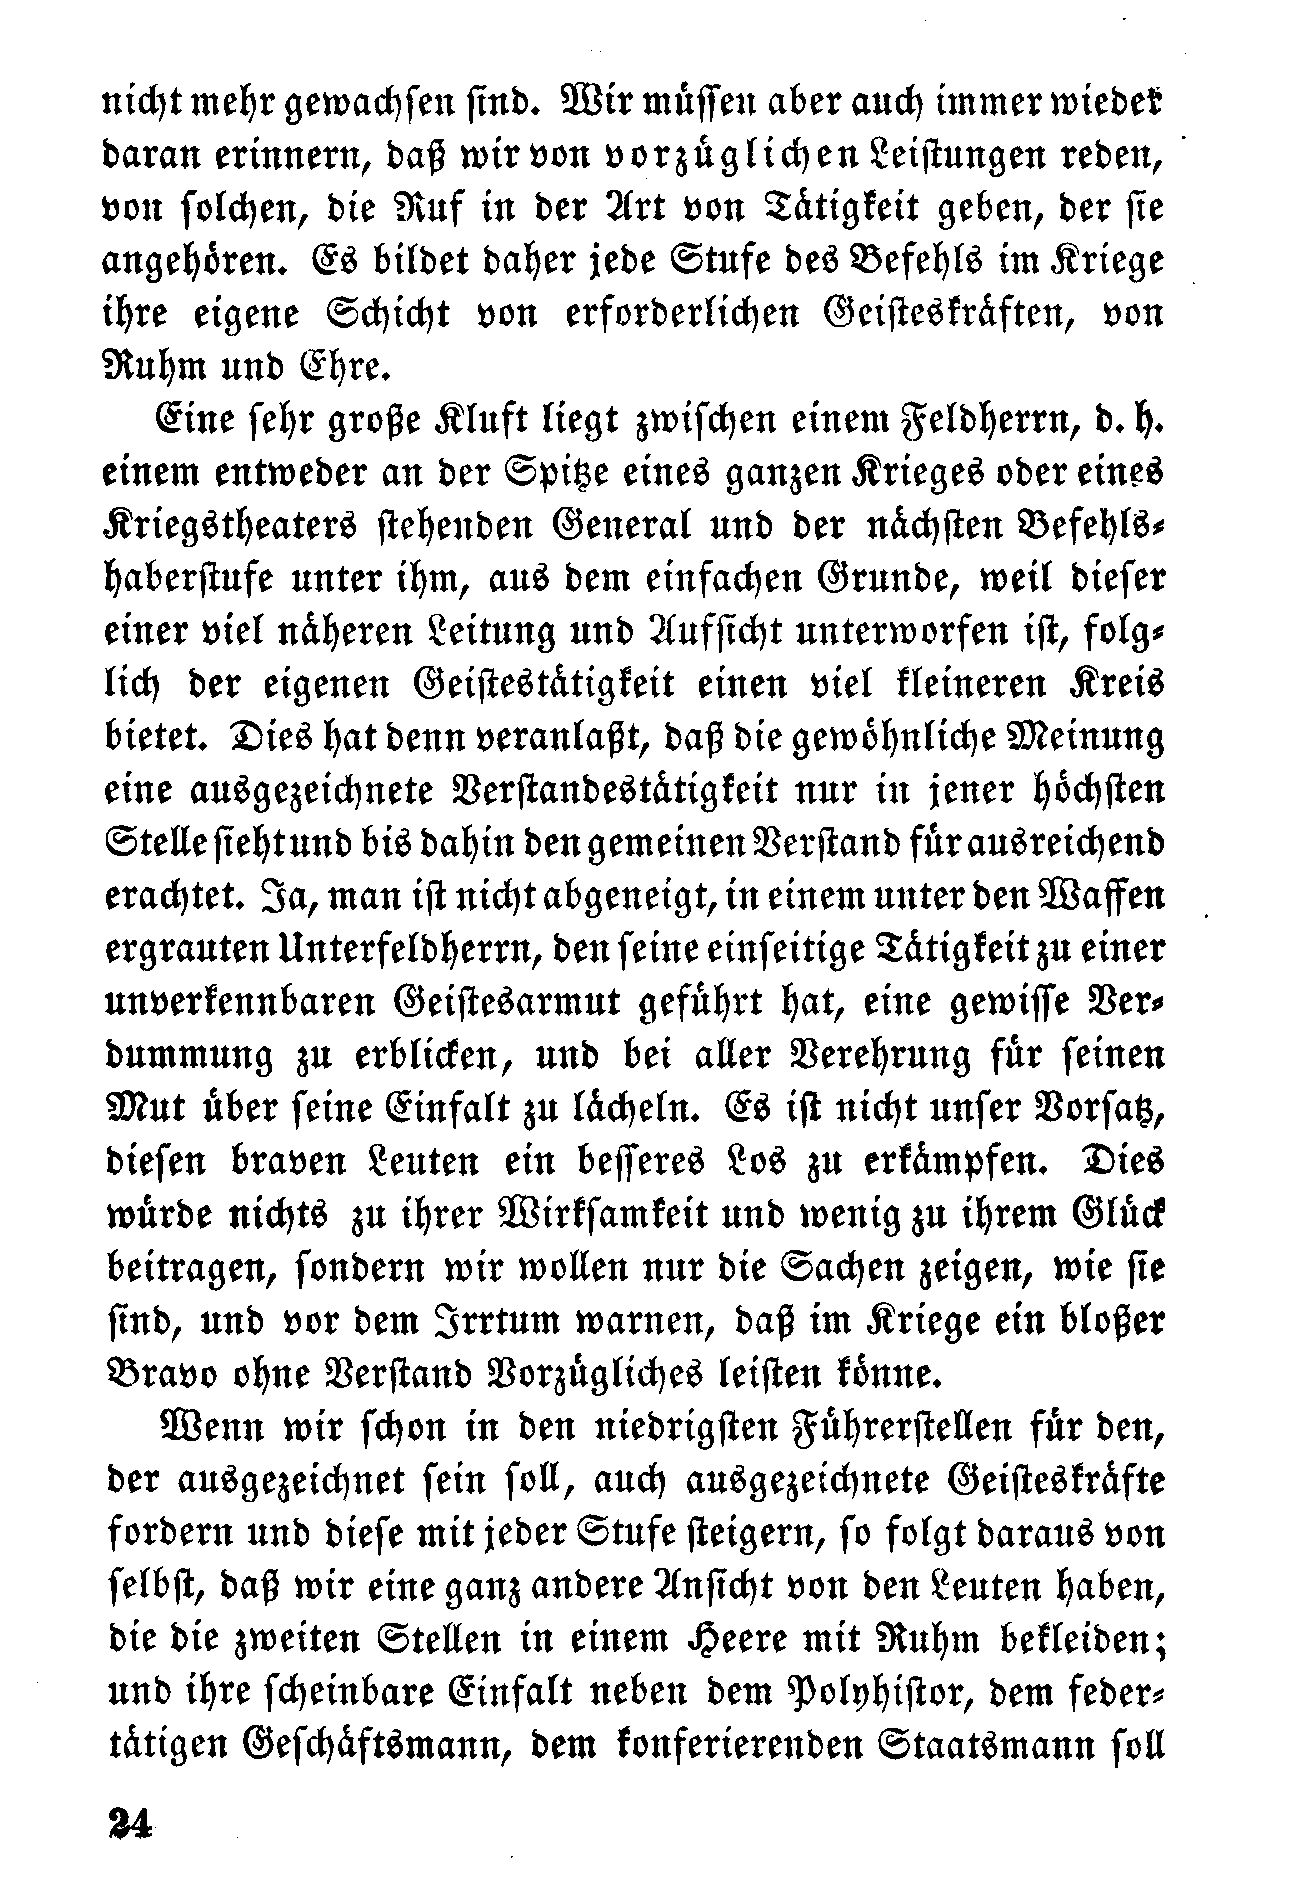 nicht mehr gewachsen sind. Wir müssen aber auch immer wieder
daran erinnern, daß wir von vorzüglichen Leistungen reden,
von solchen, die Ruf in der Art von Tätigkeit geben, der sie
angehören. Es bildet daher jede Stufe des Befehls im Kriege
ihre eigene Schicht von erforderlichen Geisteskräften, von
Ruhm und Ehre.
Eine sehr große Kluft liegt zwischen einem Feldherrn, d. h.
einem entweder an der Spitze eines ganzen Krieges oder eines
Kriegstheaters stehenden General und der nächsten Befehls-
haberstufe unter ihm, aus dem einfachen Grunde, weil dieser
einer viel näheren Leitung und Aufsicht unterworfen ist, folg-
lich der eigenen Geistestätigkeit einen viel kleineren Kreis
bietet. Dies hat denn veranlaßt, daß die gewöhnliche Meinung
eine ausgezeichnete Verstandestätigkeit nur in jener höchsten
Stelle sieht und bis dahin den gemeinen Verstand für ausreichend
erachtet. Ja, man ist nicht abgeneigt, in einem unter den Waffen
ergrauten Unterfeldherrn, den seine einseitige Tätigkeit zu einer
unverkennbaren Geistesarmut geführt hat, eine gewisse Ver-
dummung zu erblicken, und bei aller Verehrung für seinen
Mut über seine Einfalt zu lächeln. Es ist nicht unser Vorsatz,
diesen braven Leuten ein besseres Los zu erkämpfen. Dies
würde nichts zu ihrer Wirksamkeit und wenig zu ihrem Glück
beitragen, sondern wir wollen nur die Sachen zeigen, wie sie
sind, und vor dem Irrtum warnen, daß im Kriege ein bloßer
Bravo ohne Verstand Vorzügliches leisten könne.
Wenn wir schon in den niedrigsten Führerstellen für den,
der ausgezeichnet sein soll, auch ausgezeichnete Geisteskräfte
fordern und diese mit jeder Stufe steigern, so folgt daraus von
selbst, daß wir eine ganz andere Ansicht von den Leuten haben,
die die zweiten Stellen in einem Heere mit Ruhm bekleiden;
und ihre scheinbare Einfalt neben dem Polyhistor, dem feder-
tätigen Geschäftsmann, dem konferierenden Staatsmann soll
24